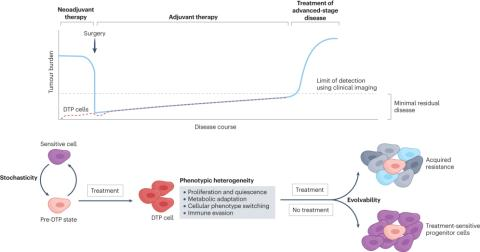 Neoadjuvant
therapy
Adjuvant therapy
Treatment of
advanced-stage
disease
Surgery
Tumour burden
Limit of detection
using clinical imaging
DTP cells
Minimal residual
disease
Disease course
Sensitive cell
Stochasticity
Pre-DTP state
Treatment
DTP cell
Phenotypic heterogeneity
• Proliferation and quiescence
• Metabolic adaptation
• Cellular phenotype switching
• Immune evasion
Treatment
No treatment
Evolvability
Acquired
resistance
Treatment-sensitive
progenitor cells